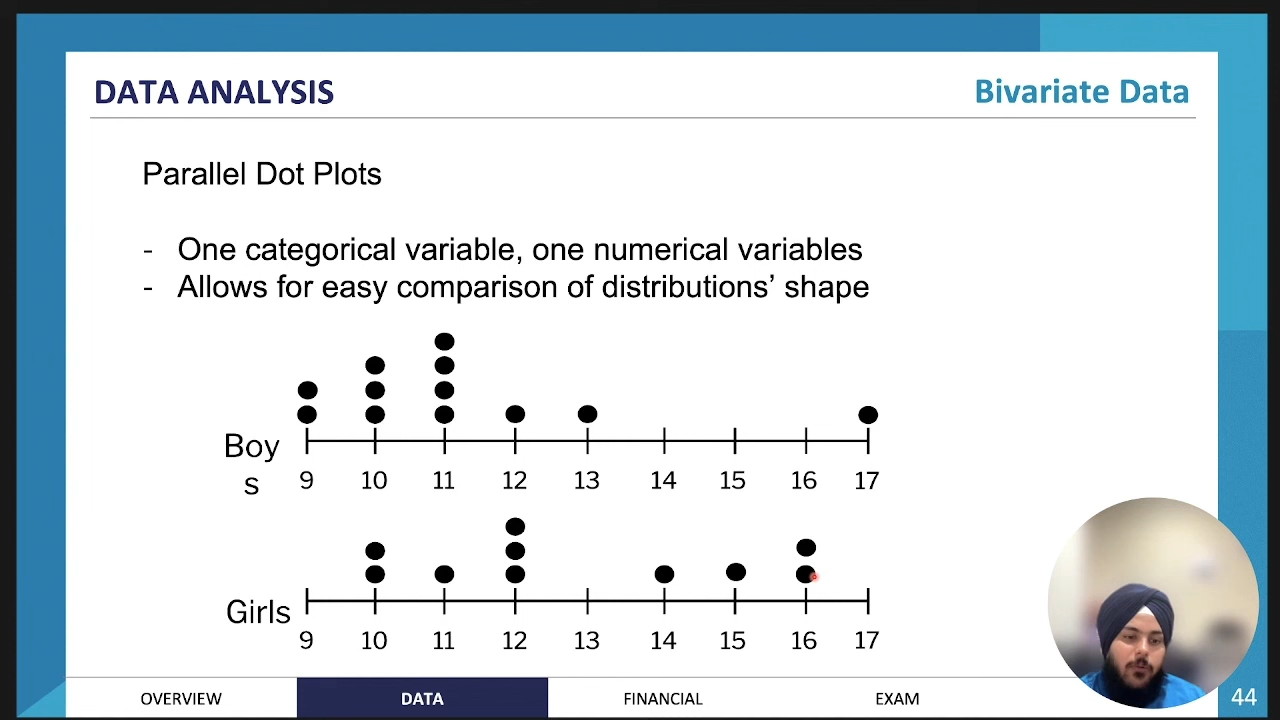 DATA ANALYSIS
Bivariate Data
Parallel Dot Plots
- One categorical variable, one numerical variables
- Allows for easy comparison of distributions’ shape
Boy
s
9 10 11 12 13 14 15 16 17
Girls
9 10 11 12 13 14 15 16 17
OVERVIEW DATA FINANCIAL EXAM
44